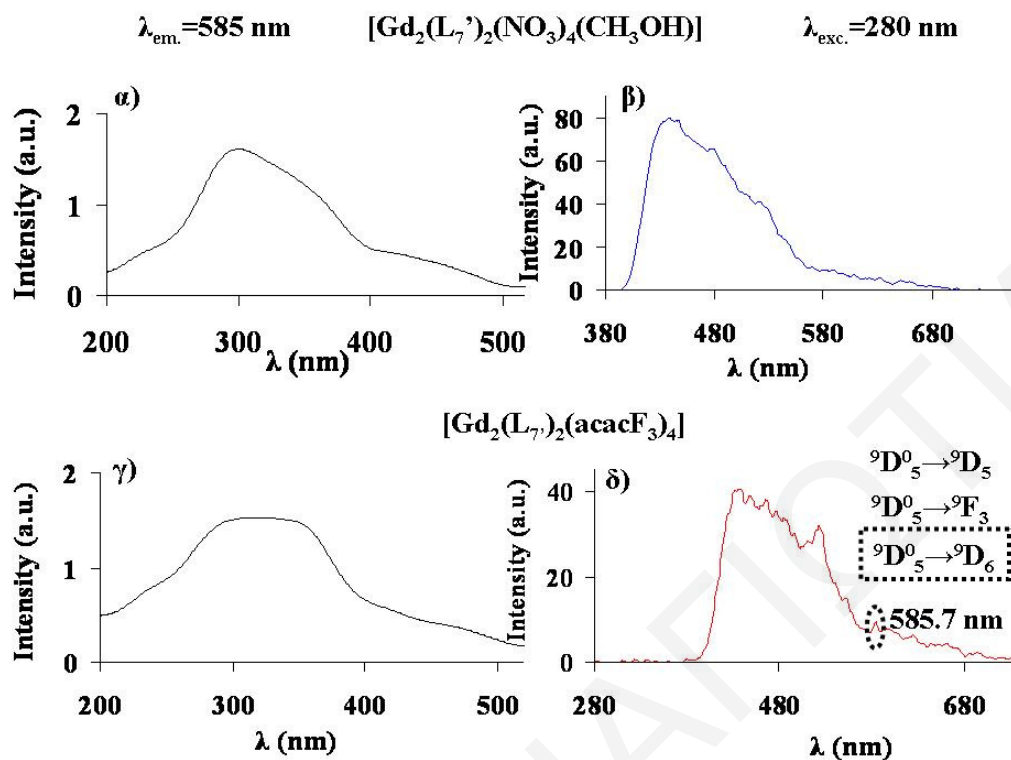 λem.=585 nm [Gd2(L7’)2(NO3)4(CH3OH)] λexc.=280 nm
α)
Intensity (a.u.)
2
1
0
200 300 400 500
λ (nm)
β)
Intensity (a.u.)
80
60
40
20
0
380 480 580 680
λ (nm)
[Gd2(L7’)2(acacF3)4]
γ)
Intensity (a.u.)
2
1
0
200 300 400 500
λ (nm)
δ)
Intensity (a.u.)
40
20
0
280 480 680
λ (nm)
⁹D⁰₅→⁹D₅
⁹D⁰₅→⁹F₃
⁹D⁰₅→⁹D₆
585.7 nm